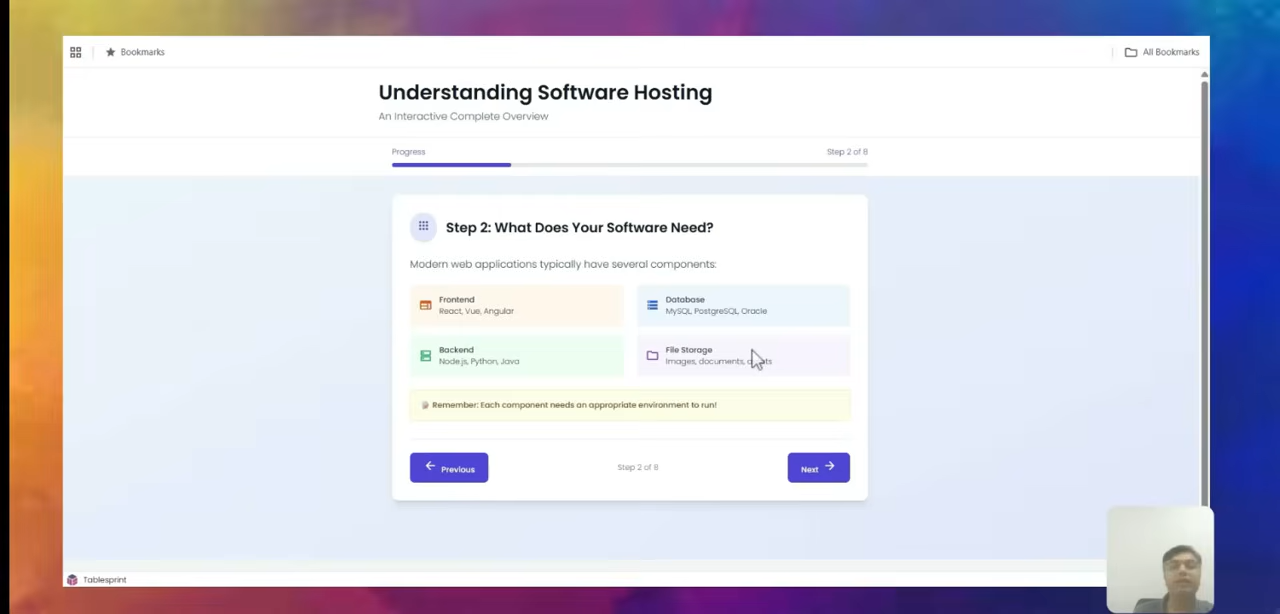 Bookmarks
All Bookmarks
Understanding Software Hosting
An Interactive Complete Overview
Progress
Step 2 of 8
Step 2: What Does Your Software Need?
Modern web applications typically have several components:
Frontend
React, Vue, Angular
Database
MySQL, PostgreSQL, Oracle
Backend
Node.js, Python, Java
File Storage
Images, documents,
Remember: Each component needs an appropriate environment to run!
Previous
Step 2 of 8
Next
Tablesprint